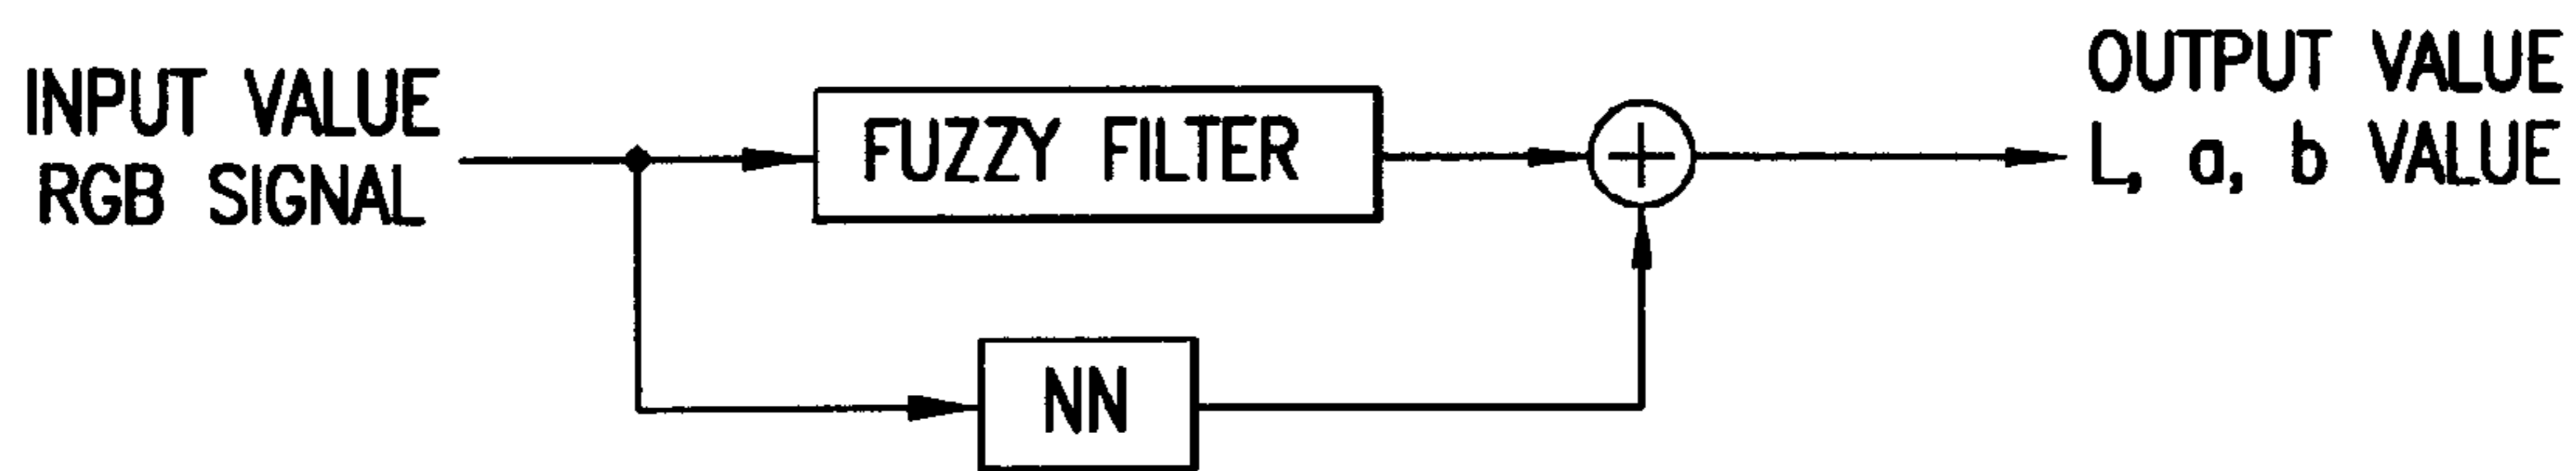 INPUT VALUE
RGB SIGNAL
FUZZY FILTER
NN
OUTPUT VALUE
L, a, b VALUE